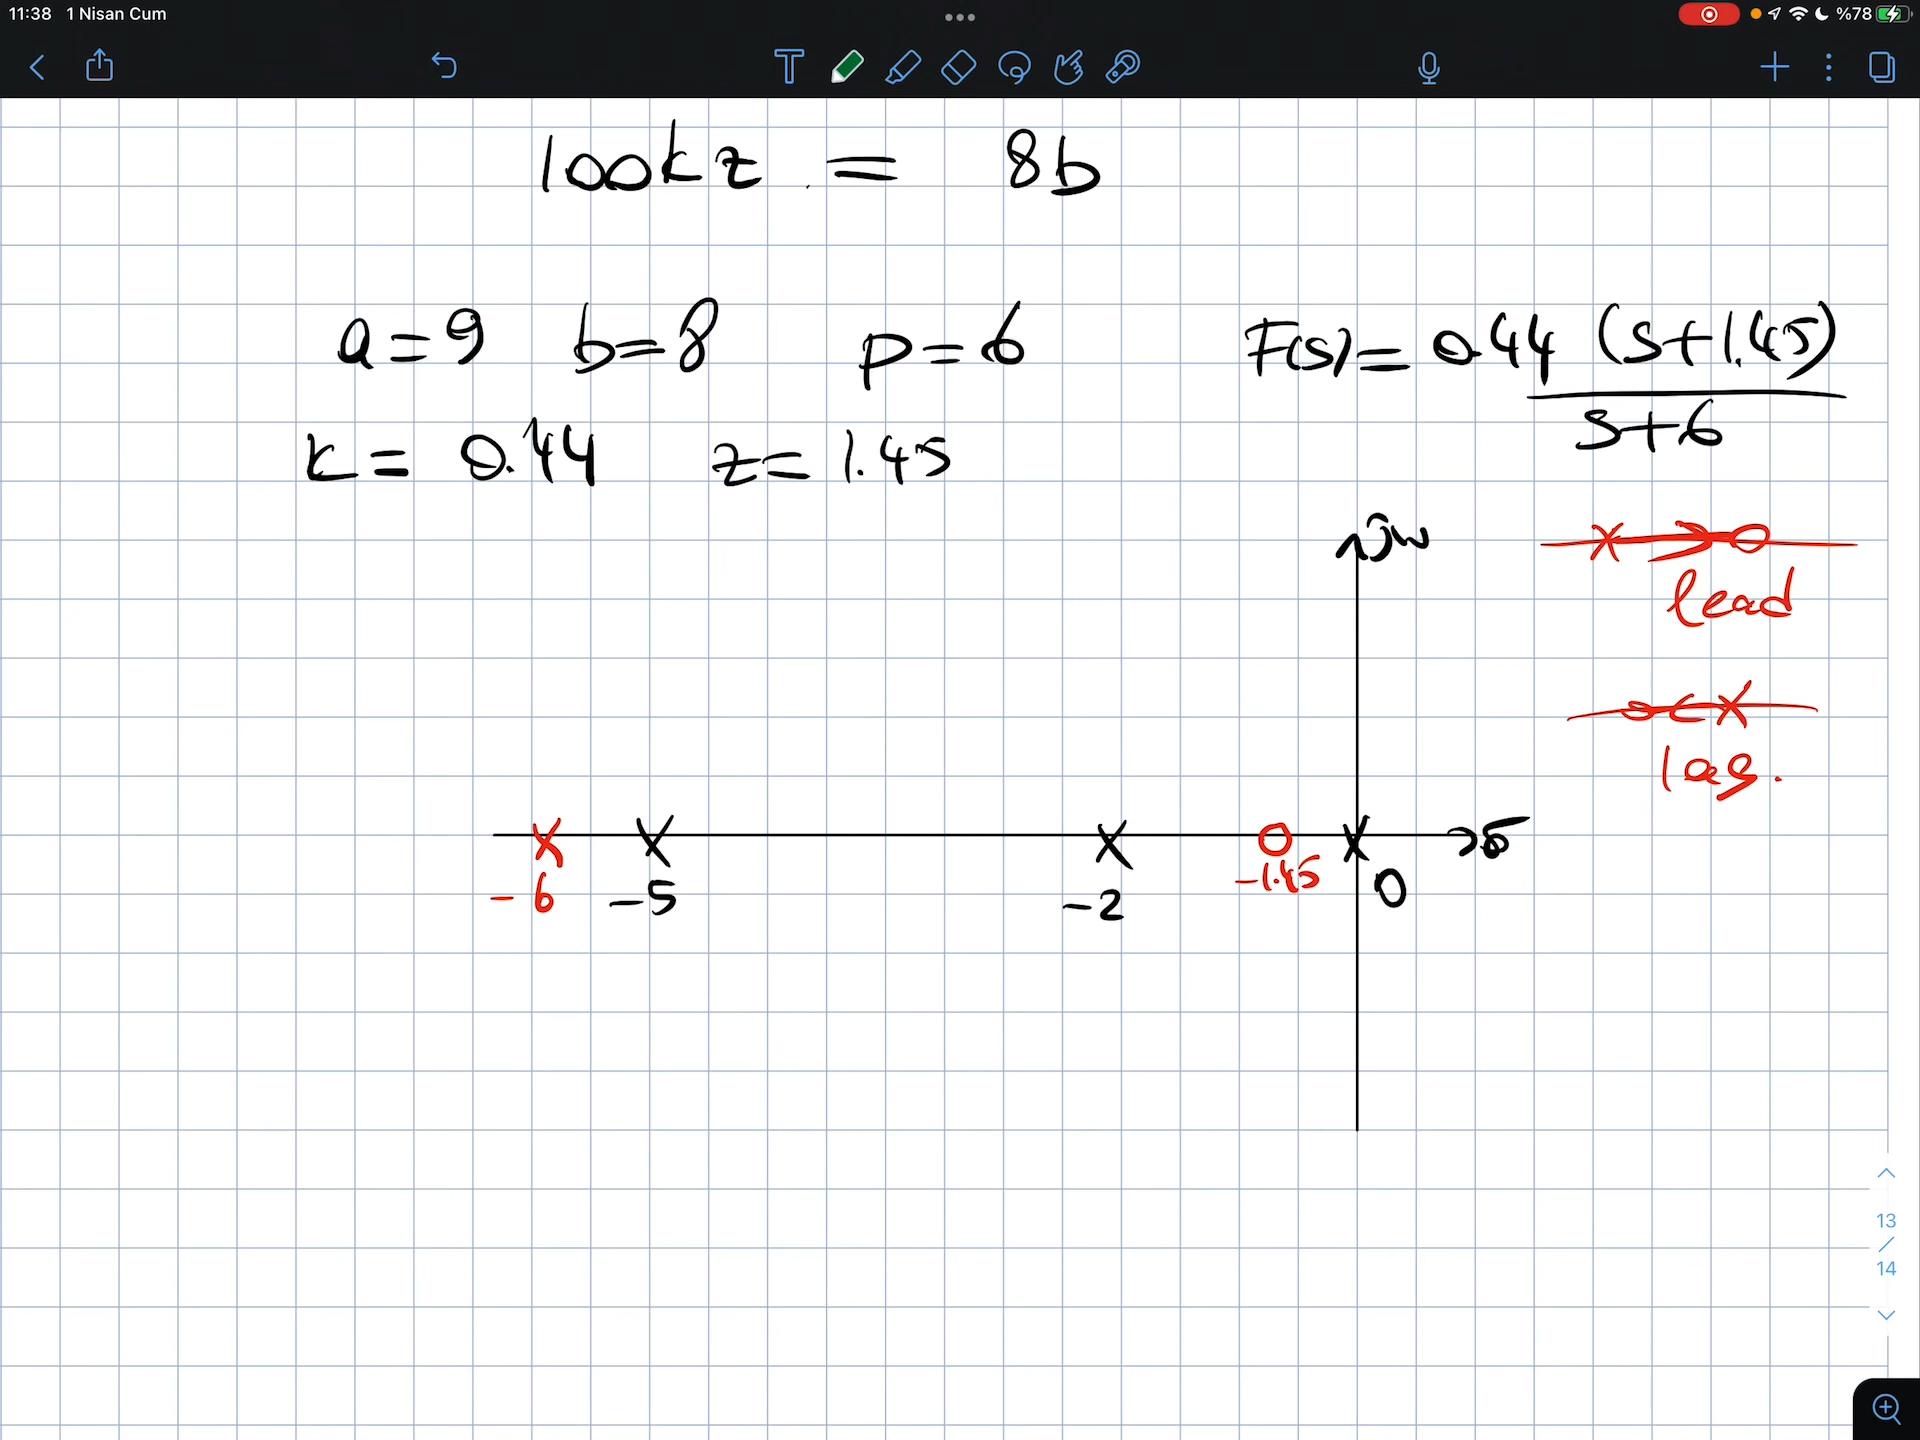 11:38 1 Nisan Cum
%78
100kz = 8b
a=9 b=8 p=6 F(s)= 0.44 (s+1.45)
s+6
k= 0.44 z=1.45
jw
lead
lag.
σ
-6 -5 -2 -1.45 0
13
/
14